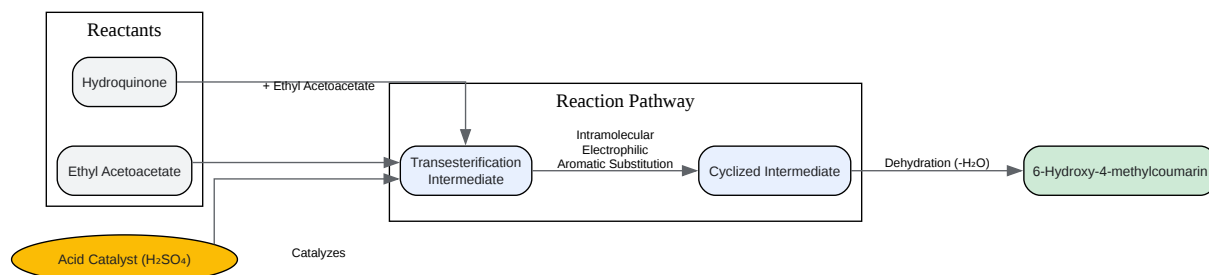 Reactants
Hydroquinone
+ Ethyl Acetoacetate
Ethyl Acetoacetate
Reaction Pathway
Transesterification
Intermediate
Intramolecular
Electrophilic
Aromatic Substitution
Cyclized Intermediate
Dehydration (-H₂O)
6-Hydroxy-4-methylcoumarin
Acid Catalyst (H₂SO₄)
Catalyzes